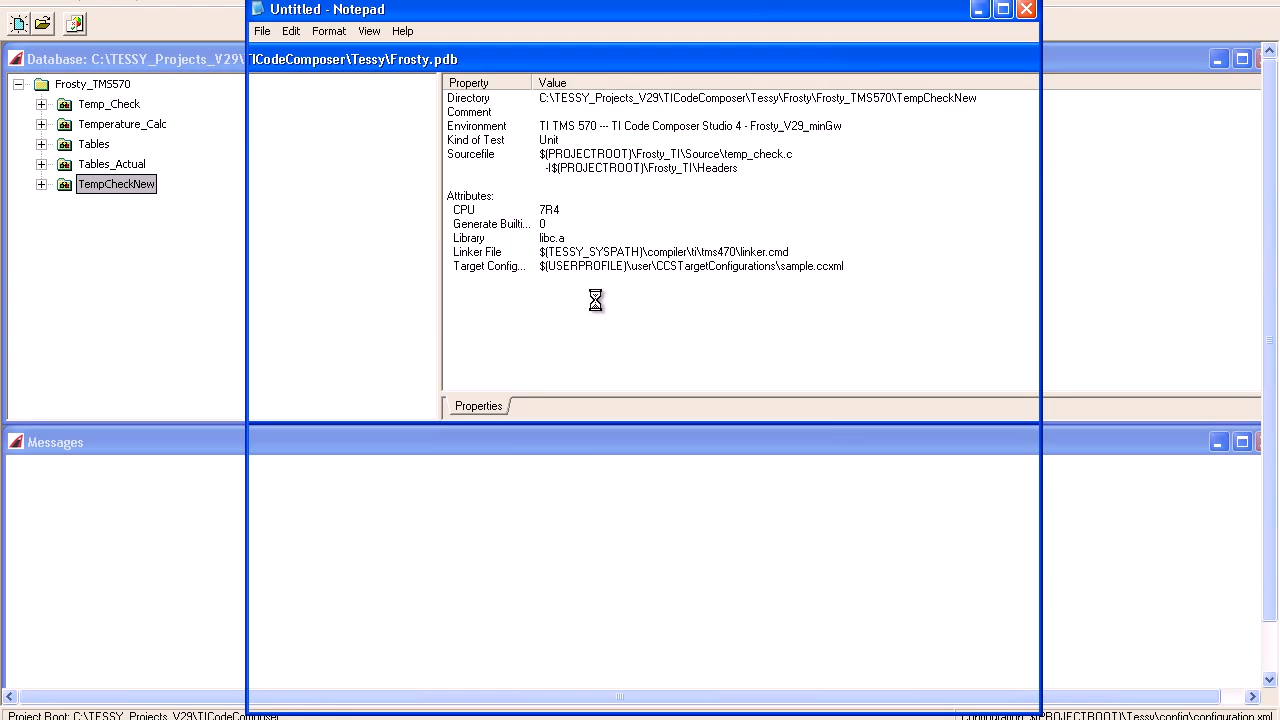 Untitled - Notepad
File Edit Format View Help
Database: C:\TESSY_Projects_V29\TICodeComposer\Tessy\Frosty.pdb
Frosty_TMS570
Temp_Check
Temperature_Calc
Tables
Tables_Actual
TempCheckNew
Property Value
Directory C:\TESSY_Projects_V29\TICodeComposer\Tessy\Frosty\Frosty_TMS570\TempCheckNew
Comment
Environment TI TMS 570 --- TI Code Composer Studio 4 - Frosty_V29_minGw
Kind of Test Unit
Sourcefile $(PROJECTROOT)\Frosty_TI\Source\temp_check.c
-I$(PROJECTROOT)\Frosty_TI\Headers
Attributes:
CPU 7R4
Generate Builti... 0
Library libc.a
Linker File $(TESSY_SYSPATH)\compiler\ti\tms470\linker.cmd
Target Config... $(USERPROFILE)\user\CCSTargetConfigurations\sample.ccxml
Properties
Messages
Project Root: C:\TESSY_Projects_V29\TICodeComposer